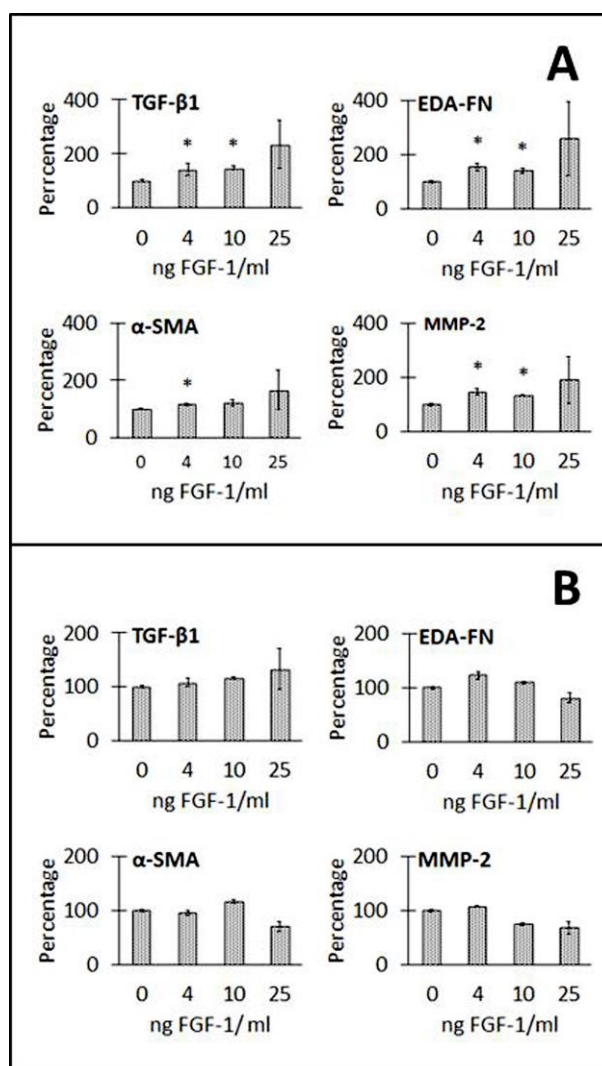 A
TGF-β1
400
200
0
Perrcentage
* *
0 4 10 25
ng FGF-1/ml
EDA-FN
400
200
0
Percentage
* *
0 4 10 25
ng FGF-1/ml
α-SMA
400
200
0
Percentage
*
0 4 10 25
ng FGF-1/ml
MMP-2
400
200
0
Percentage
* *
0 4 10 25
ng FGF-1/ml
B
TGF-β1
200
100
0
Percentage
0 4 10 25
ng FGF-1/ml
EDA-FN
200
100
0
Percentage
0 4 10 25
ng FGF-1/ml
α-SMA
200
100
0
Percentage
0 4 10 25
ng FGF-1/ ml
MMP-2
200
100
0
Percentage
0 4 10 25
ng FGF-1/ ml